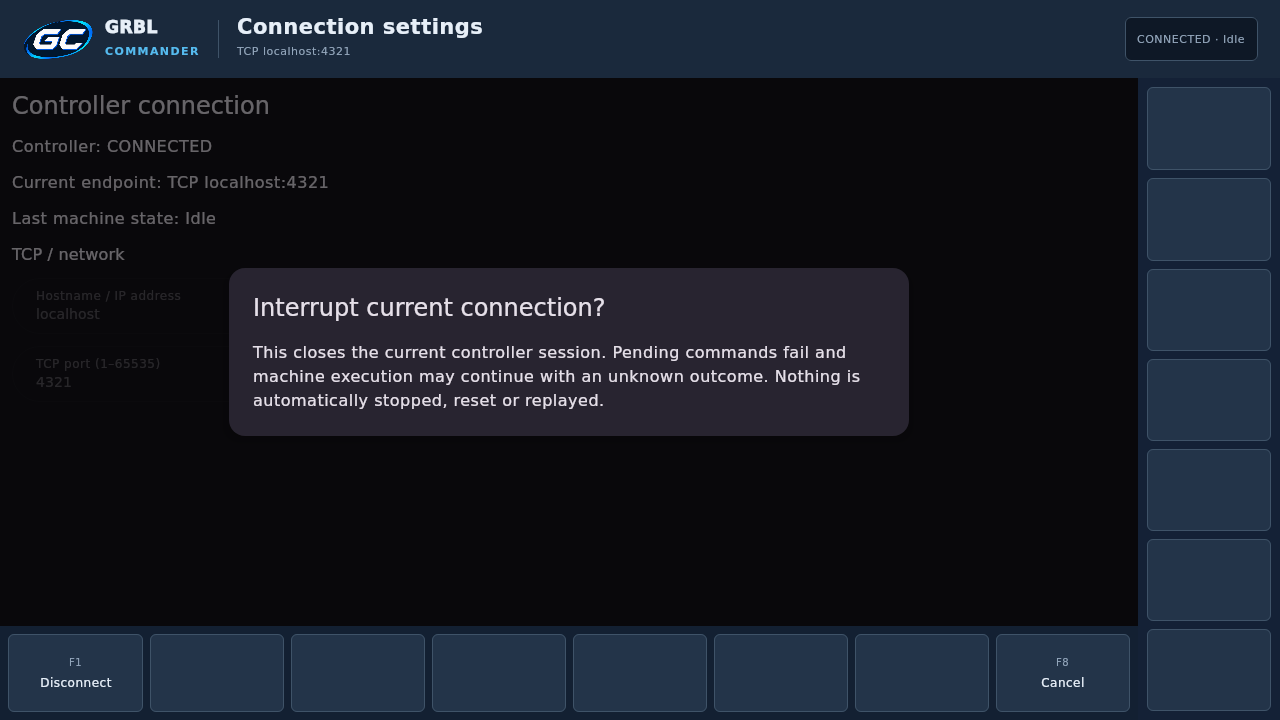 GC
GRBL
COMMANDER
Connection settings
TCP localhost:4321
CONNECTED · Idle
Controller connection
Controller: CONNECTED
Current endpoint: TCP localhost:4321
Last machine state: Idle
TCP / network
Hostname / IP address
localhost
TCP port (1–65535)
4321
Interrupt current connection?
This closes the current controller session. Pending commands fail and
machine execution may continue with an unknown outcome. Nothing is
automatically stopped, reset or replayed.
F1
Disconnect
F8
Cancel